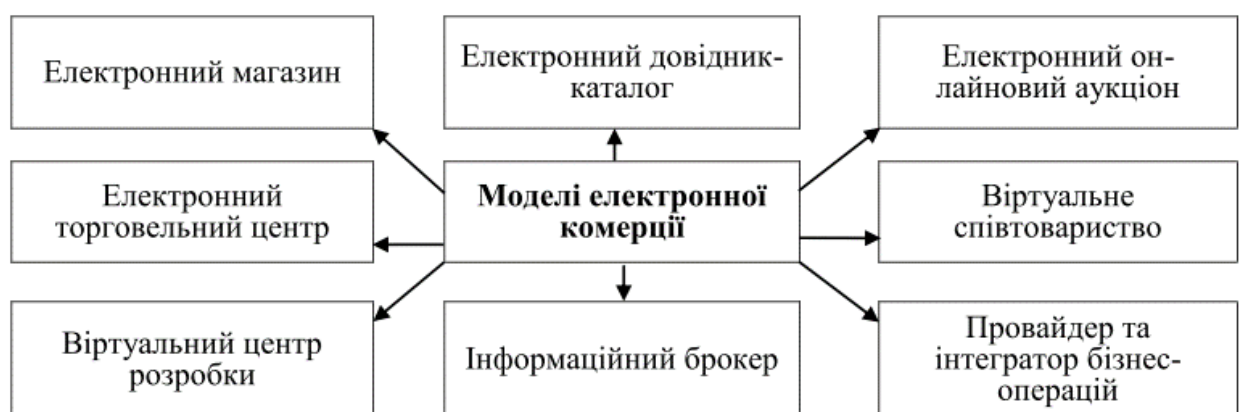 Електронний магазин
Електронний довідник-
каталог
Електронний он-
лайновий аукціон
Електронний
торговельний центр
Моделі електронної
комерції
Віртуальне
співтовариство
Віртуальний центр
розробки
Інформаційний брокер
Провайдер та
інтегратор бізнес-
операцій